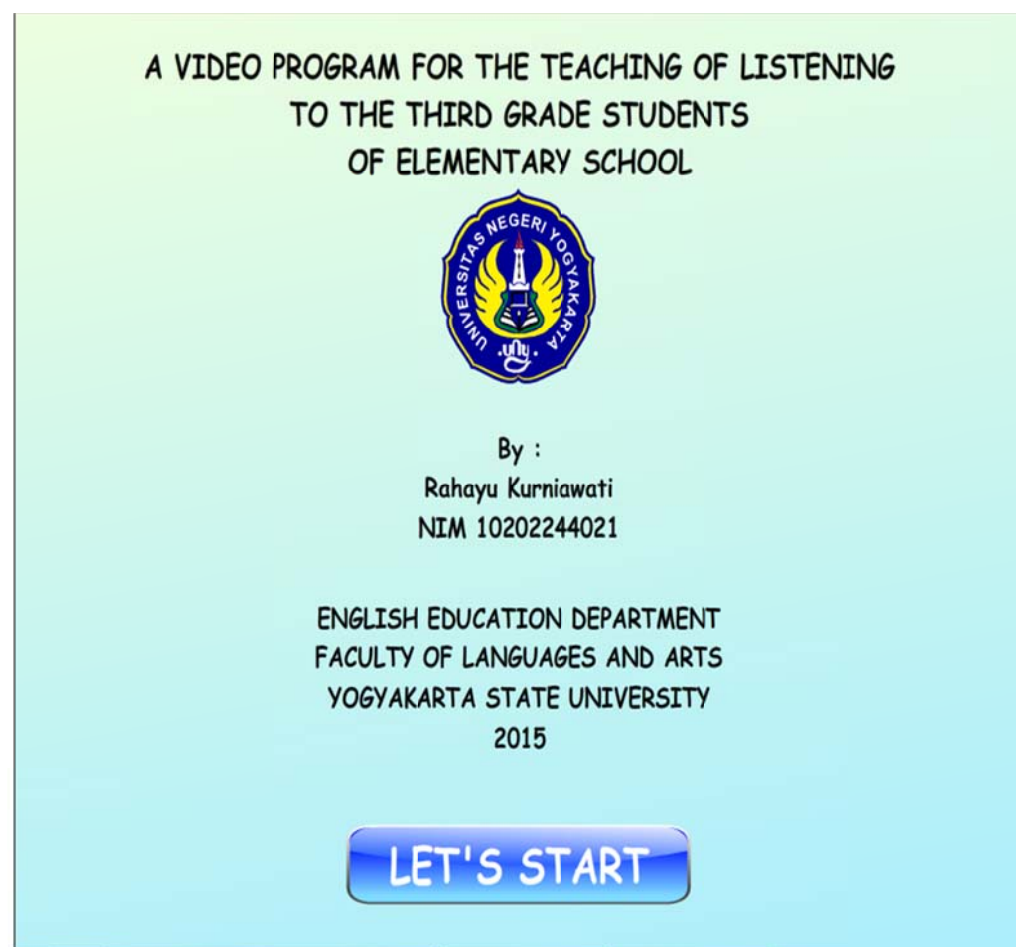 A VIDEO PROGRAM FOR THE TEACHING OF LISTENING
TO THE THIRD GRADE STUDENTS
OF ELEMENTARY SCHOOL
UNIVERSITAS NEGERI YOGYAKARTA
uny
By :
Rahayu Kurniawati
NIM 10202244021
ENGLISH EDUCATION DEPARTMENT
FACULTY OF LANGUAGES AND ARTS
YOGYAKARTA STATE UNIVERSITY
2015
LET'S START